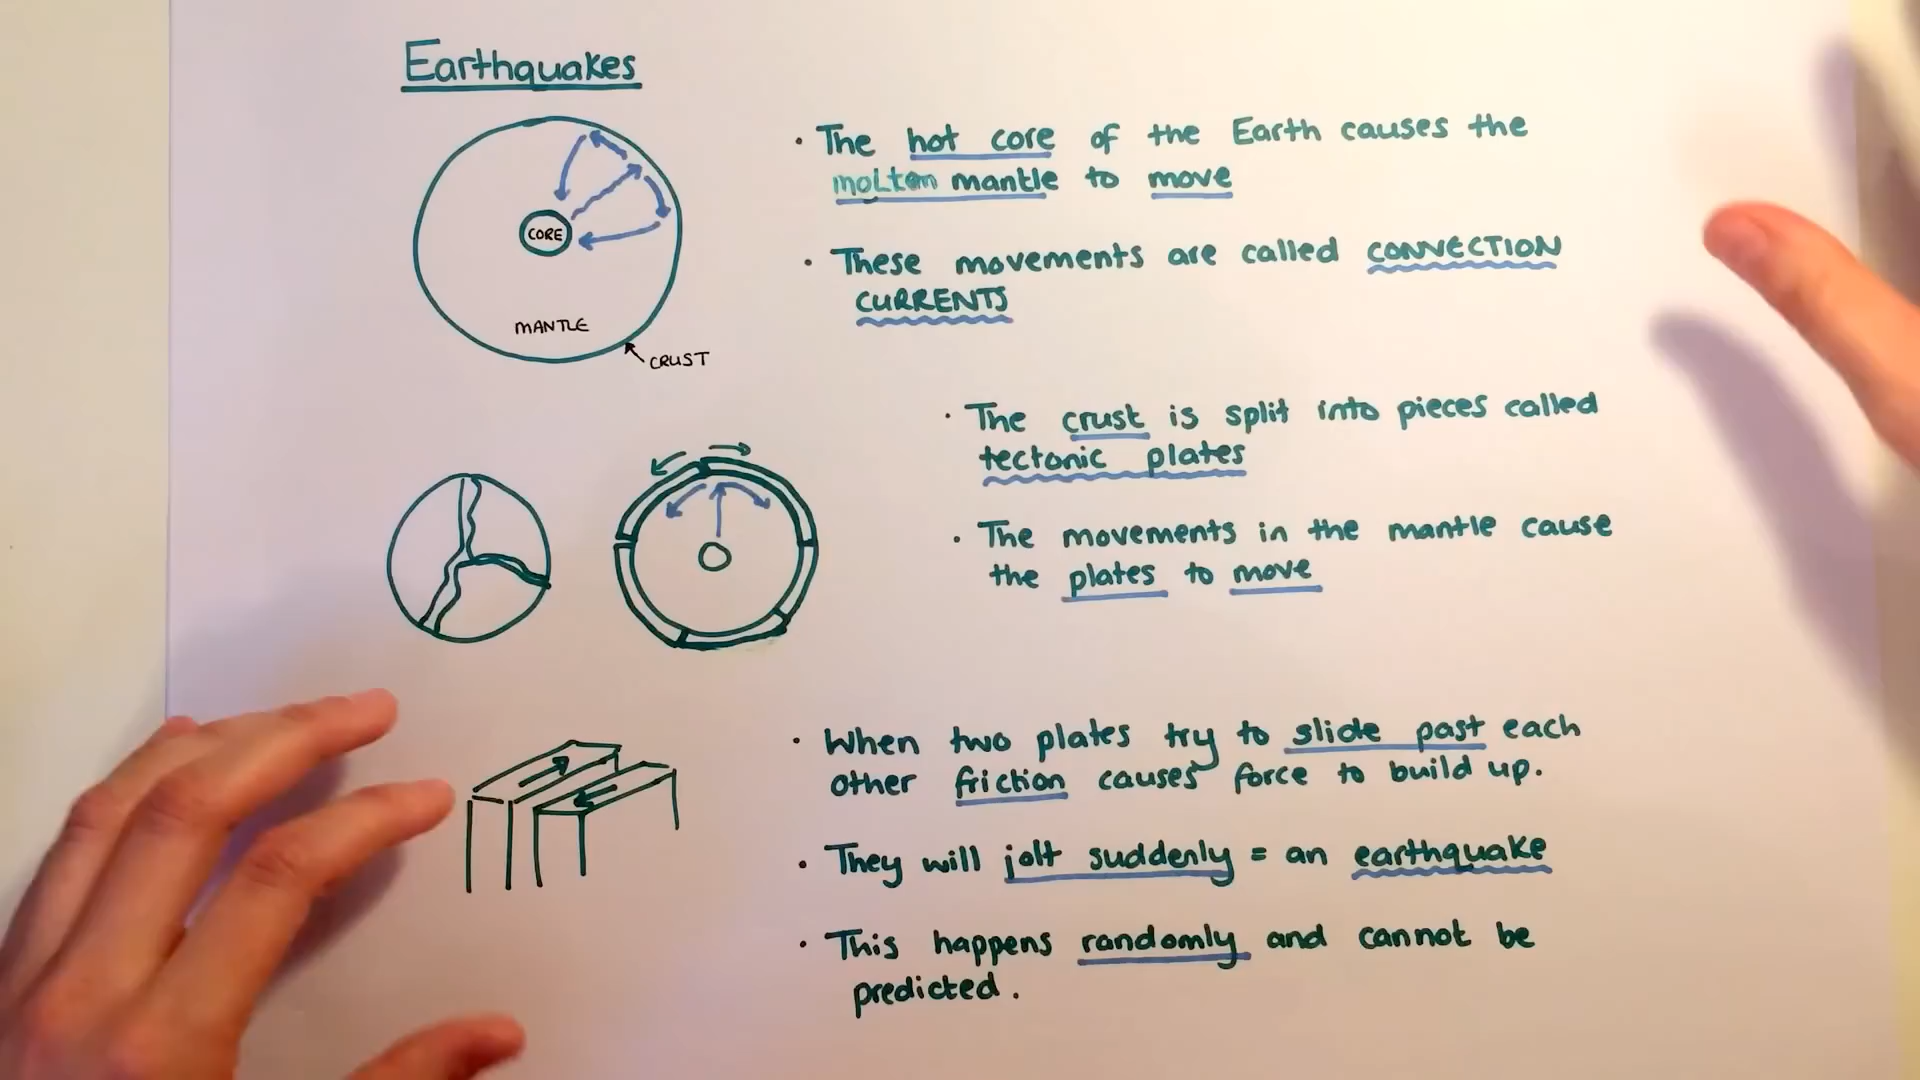 Earthquakes
CORE
MANTLE
CRUST
· The hot core of the Earth causes the
molten mantle to move
· These movements are called CONVECTION
CURRENTS
· The crust is split into pieces called
tectonic plates
· The movements in the mantle cause
the plates to move
· When two plates try to slide past each
other friction causes force to build up.
· They will jolt suddenly = an earthquake
· This happens randomly and cannot be
predicted.